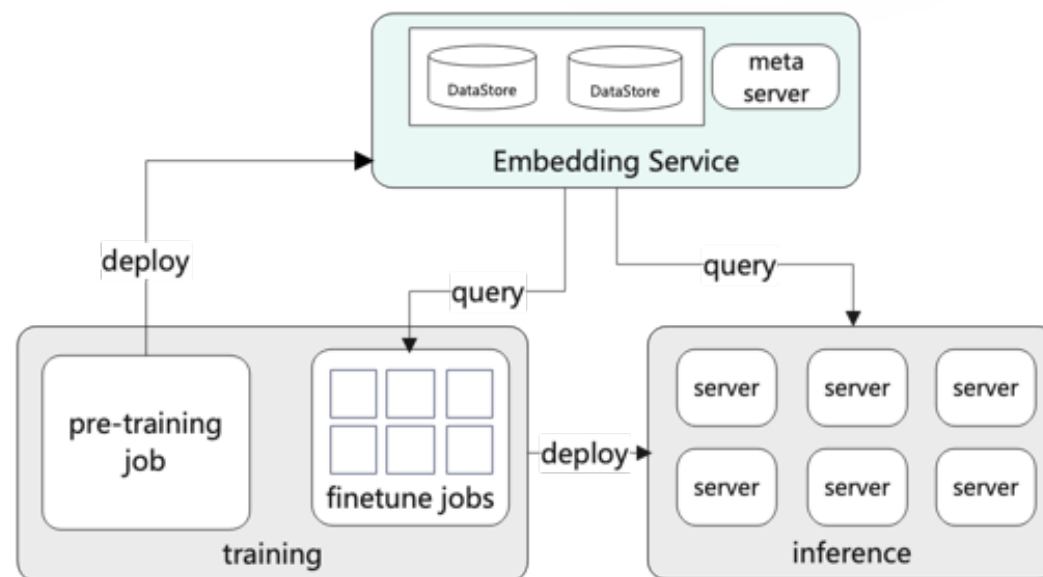 DataStore
DataStore
meta
server
Embedding Service
deploy
query
query
pre-training
job
finetune jobs
training
deploy
server
server
server
server
server
server
inference